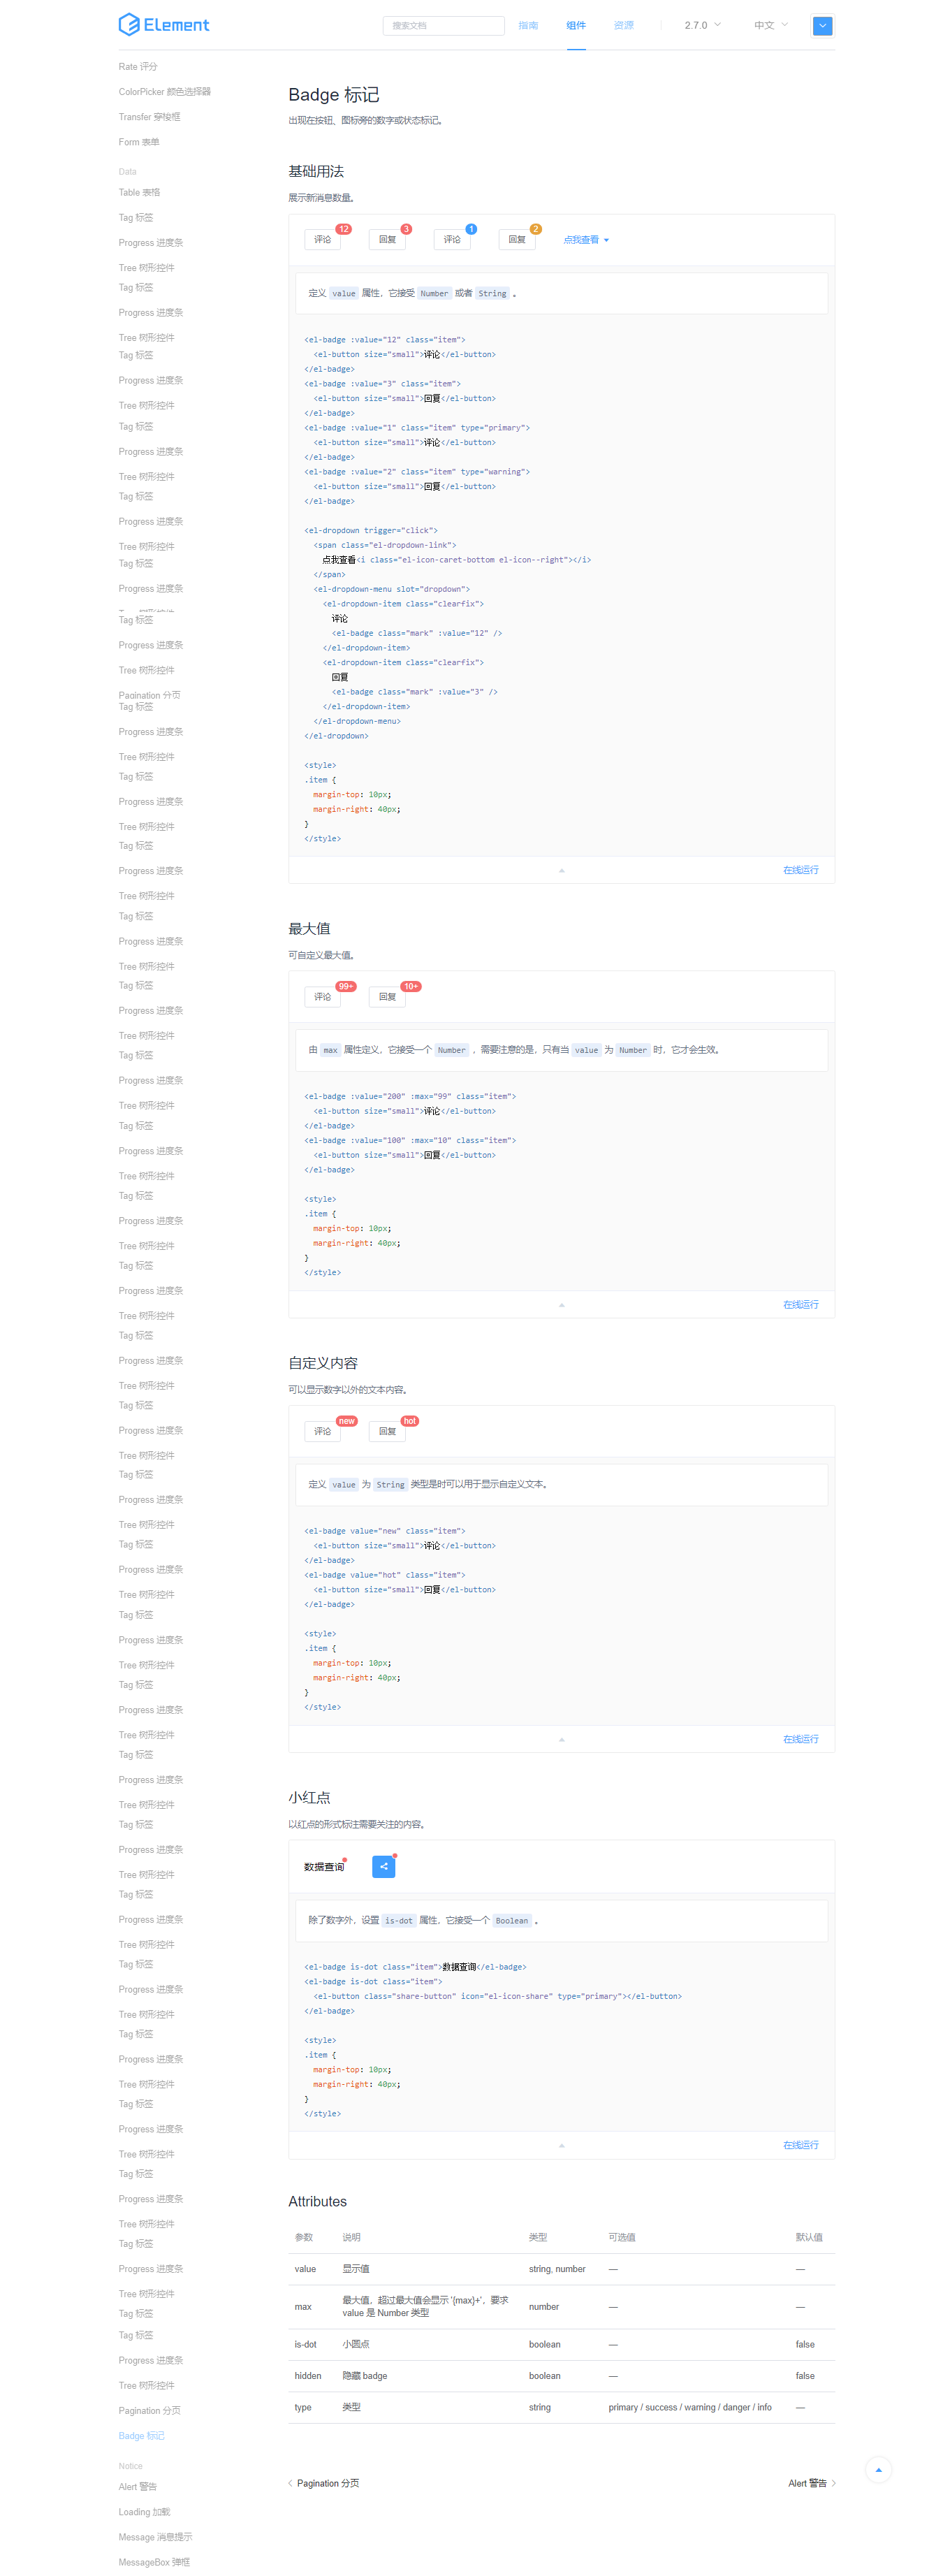 Element
搜索文档
指南
组件
资源
2.7.0
中文
Rate 评分
ColorPicker 颜色选择器
Transfer 穿梭框
Form 表单
Data
Table 表格
Tag 标签
Progress 进度条
Tree 树形控件
Tag 标签
Progress 进度条
Tree 树形控件
Tag 标签
Progress 进度条
Tree 树形控件
Tag 标签
Progress 进度条
Tree 树形控件
Tag 标签
Progress 进度条
Tree 树形控件
Tag 标签
Progress 进度条
Tree 树形控件
Tag 标签
Progress 进度条
Tree 树形控件
Pagination 分页
Tag 标签
Progress 进度条
Tree 树形控件
Tag 标签
Progress 进度条
Tree 树形控件
Tag 标签
Progress 进度条
Tree 树形控件
Tag 标签
Progress 进度条
Tree 树形控件
Tag 标签
Progress 进度条
Tree 树形控件
Tag 标签
Progress 进度条
Tree 树形控件
Tag 标签
Progress 进度条
Tree 树形控件
Tag 标签
Progress 进度条
Tree 树形控件
Tag 标签
Progress 进度条
Tree 树形控件
Tag 标签
Progress 进度条
Tree 树形控件
Tag 标签
Progress 进度条
Tree 树形控件
Tag 标签
Progress 进度条
Tree 树形控件
Tag 标签
Progress 进度条
Tree 树形控件
Tag 标签
Progress 进度条
Tree 树形控件
Tag 标签
Progress 进度条
Tree 树形控件
Tag 标签
Progress 进度条
Tree 树形控件
Tag 标签
Progress 进度条
Tree 树形控件
Tag 标签
Progress 进度条
Tree 树形控件
Tag 标签
Progress 进度条
Tree 树形控件
Tag 标签
Progress 进度条
Tree 树形控件
Tag 标签
Progress 进度条
Tree 树形控件
Tag 标签
Progress 进度条
Tree 树形控件
Tag 标签
Progress 进度条
Tree 树形控件
Tag 标签
Tag 标签
Progress 进度条
Tree 树形控件
Pagination 分页
Badge 标记
Notice
Alert 警告
Loading 加载
Message 消息提示
MessageBox 弹框
Badge 标记
出现在按钮、图标旁的数字或状态标记。
基础用法
展示新消息数量。
评论 12
回复 3
评论 1
回复 2
点我查看
定义 value 属性，它接受 Number 或者 String 。
<el-badge :value="12" class="item">
<el-button size="small">评论</el-button>
</el-badge>
<el-badge :value="3" class="item">
<el-button size="small">回复</el-button>
</el-badge>
<el-badge :value="1" class="item" type="primary">
<el-button size="small">评论</el-button>
</el-badge>
<el-badge :value="2" class="item" type="warning">
<el-button size="small">回复</el-button>
</el-badge>
<el-dropdown trigger="click">
<span class="el-dropdown-link">
点我查看<i class="el-icon-caret-bottom el-icon--right"></i>
</span>
<el-dropdown-menu slot="dropdown">
<el-dropdown-item class="clearfix">
评论
<el-badge class="mark" :value="12" />
</el-dropdown-item>
<el-dropdown-item class="clearfix">
回复
<el-badge class="mark" :value="3" />
</el-dropdown-item>
</el-dropdown-menu>
</el-dropdown>
<style>
.item {
margin-top: 10px;
margin-right: 40px;
}
</style>
在线运行
最大值
可自定义最大值。
评论 99+
回复 10+
由 max 属性定义，它接受一个 Number ，需要注意的是，只有当 value 为 Number 时，它才会生效。
<el-badge :value="200" :max="99" class="item">
<el-button size="small">评论</el-button>
</el-badge>
<el-badge :value="100" :max="10" class="item">
<el-button size="small">回复</el-button>
</el-badge>
<style>
.item {
margin-top: 10px;
margin-right: 40px;
}
</style>
在线运行
自定义内容
可以显示数字以外的文本内容。
评论 new
回复 hot
定义 value 为 String 类型是时可以用于显示自定义文本。
<el-badge value="new" class="item">
<el-button size="small">评论</el-button>
</el-badge>
<el-badge value="hot" class="item">
<el-button size="small">回复</el-button>
</el-badge>
<style>
.item {
margin-top: 10px;
margin-right: 40px;
}
</style>
在线运行
小红点
以红点的形式标注需要关注的内容。
数据查询
除了数字外，设置 is-dot 属性，它接受一个 Boolean 。
<el-badge is-dot class="item">数据查询</el-badge>
<el-badge is-dot class="item">
<el-button class="share-button" icon="el-icon-share" type="primary"></el-button>
</el-badge>
<style>
.item {
margin-top: 10px;
margin-right: 40px;
}
</style>
在线运行
Attributes
参数 说明 类型 可选值 默认值
value 显示值 string, number — —
max 最大值，超过最大值会显示 '{max}+'，要求 value 是 Number 类型 number — —
is-dot 小圆点 boolean — false
hidden 隐藏 badge boolean — false
type 类型 string primary / success / warning / danger / info —
Pagination 分页
Alert 警告